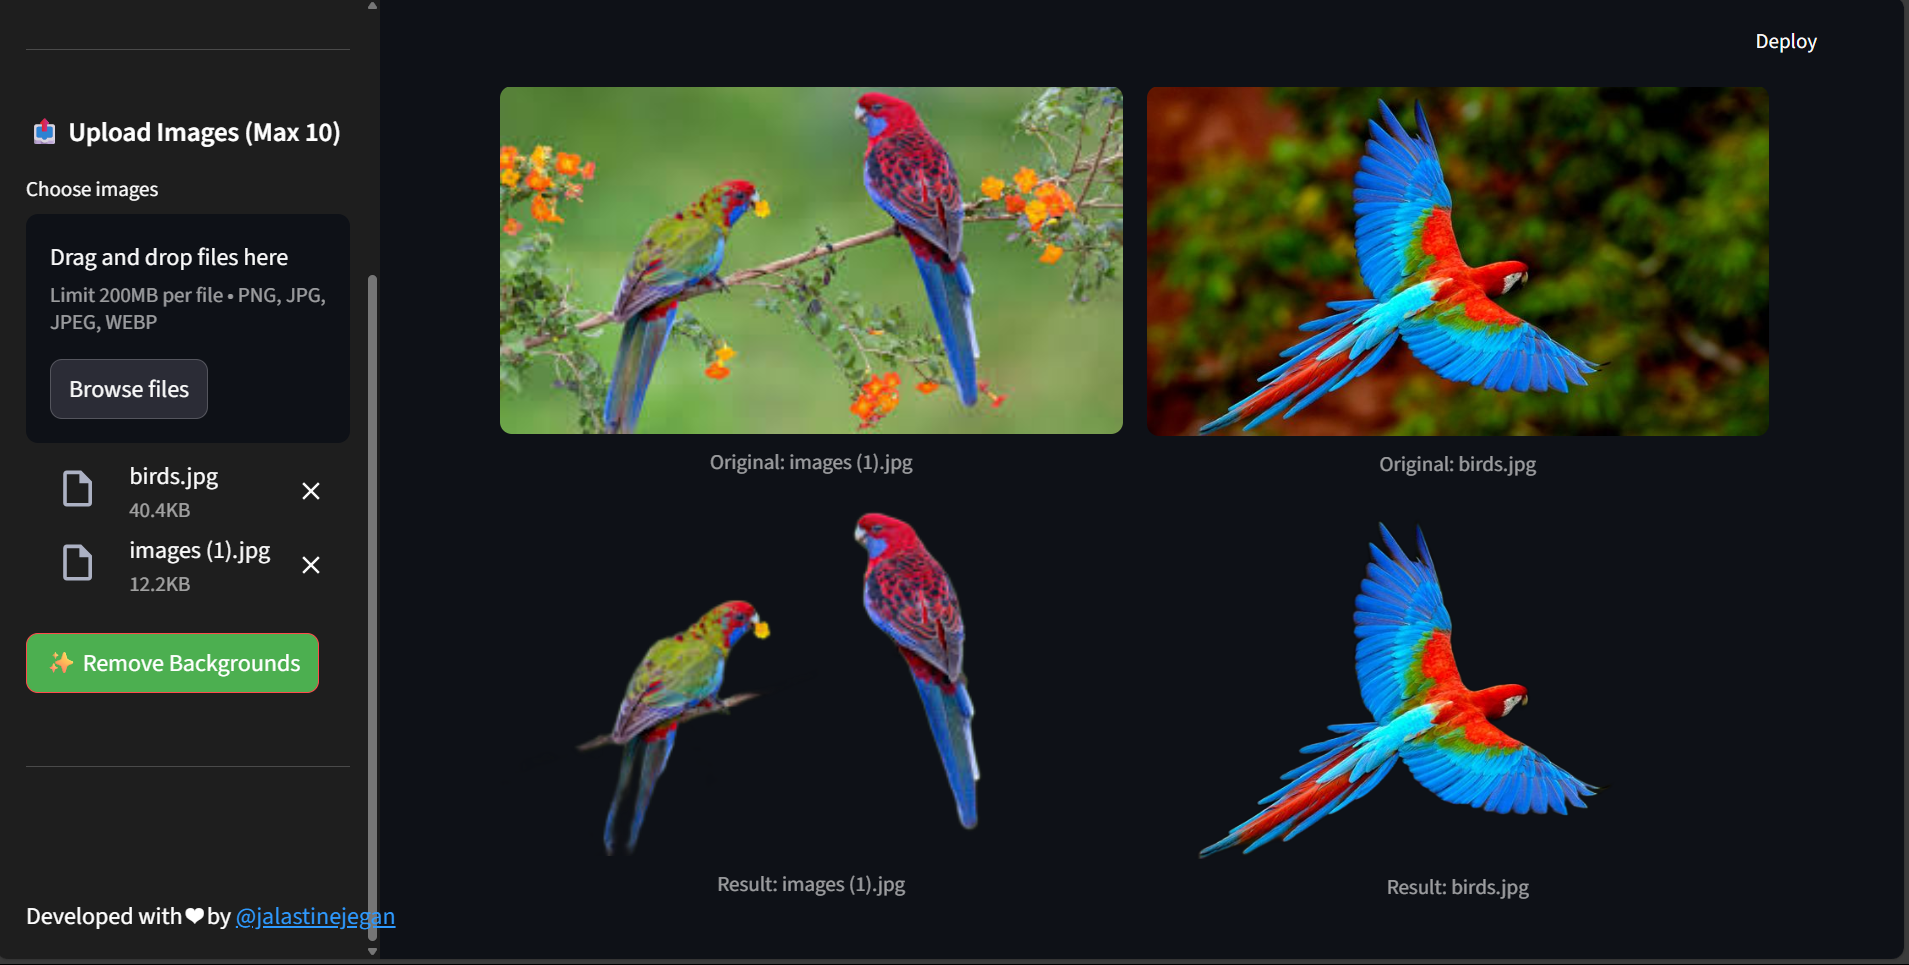 Upload Images (Max 10)
Choose images
Drag and drop files here
Limit 200MB per file • PNG, JPG,
JPEG, WEBP
Browse files
birds.jpg
40.4KB
images (1).jpg
12.2KB
✨ Remove Backgrounds
Developed with❤by @jalastinejegan
Deploy
Original: images (1).jpg
Original: birds.jpg
Result: images (1).jpg
Result: birds.jpg